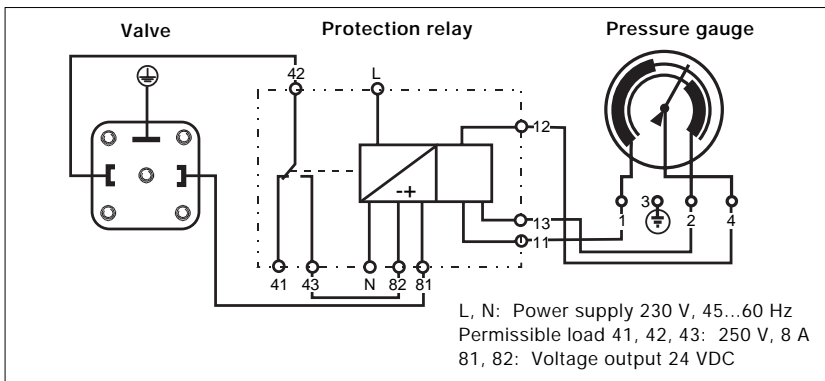 Valve
Protection relay
Pressure gauge
42
L
12
-+
13
11
1
3
2
4
41
43
N
82
81
L, N: Power supply 230 V, 45...60 Hz
Permissible load 41, 42, 43: 250 V, 8 A
81, 82: Voltage output 24 VDC